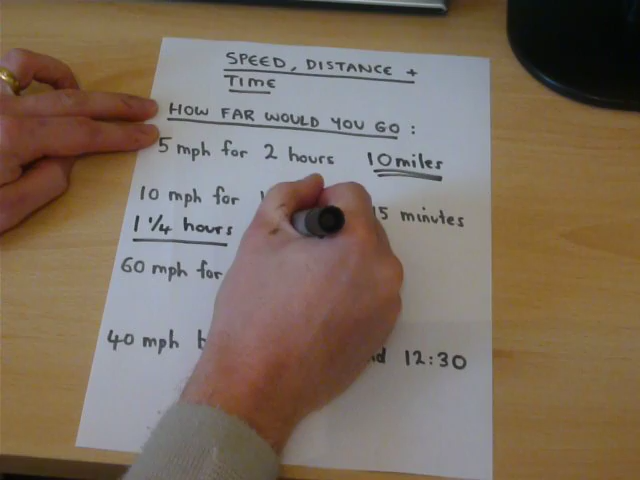 SPEED, DISTANCE +
TIME
HOW FAR WOULD YOU GO :
5 mph for 2 hours 10 miles
10 mph for 15 minutes
1 1/4 hours
60 mph for
40 mph 12:30